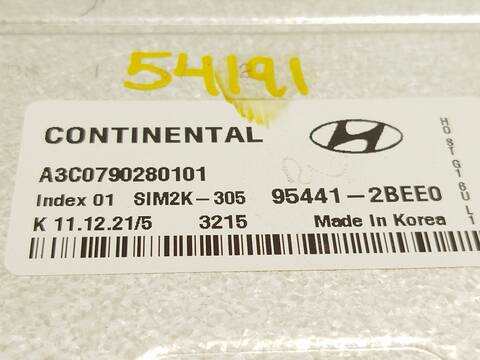 54191
CONTINENTAL
A3C0790280101
Index 01 SIM2K-305 95441-2BEE0
K 11.12.21/5 3215 Made in Korea